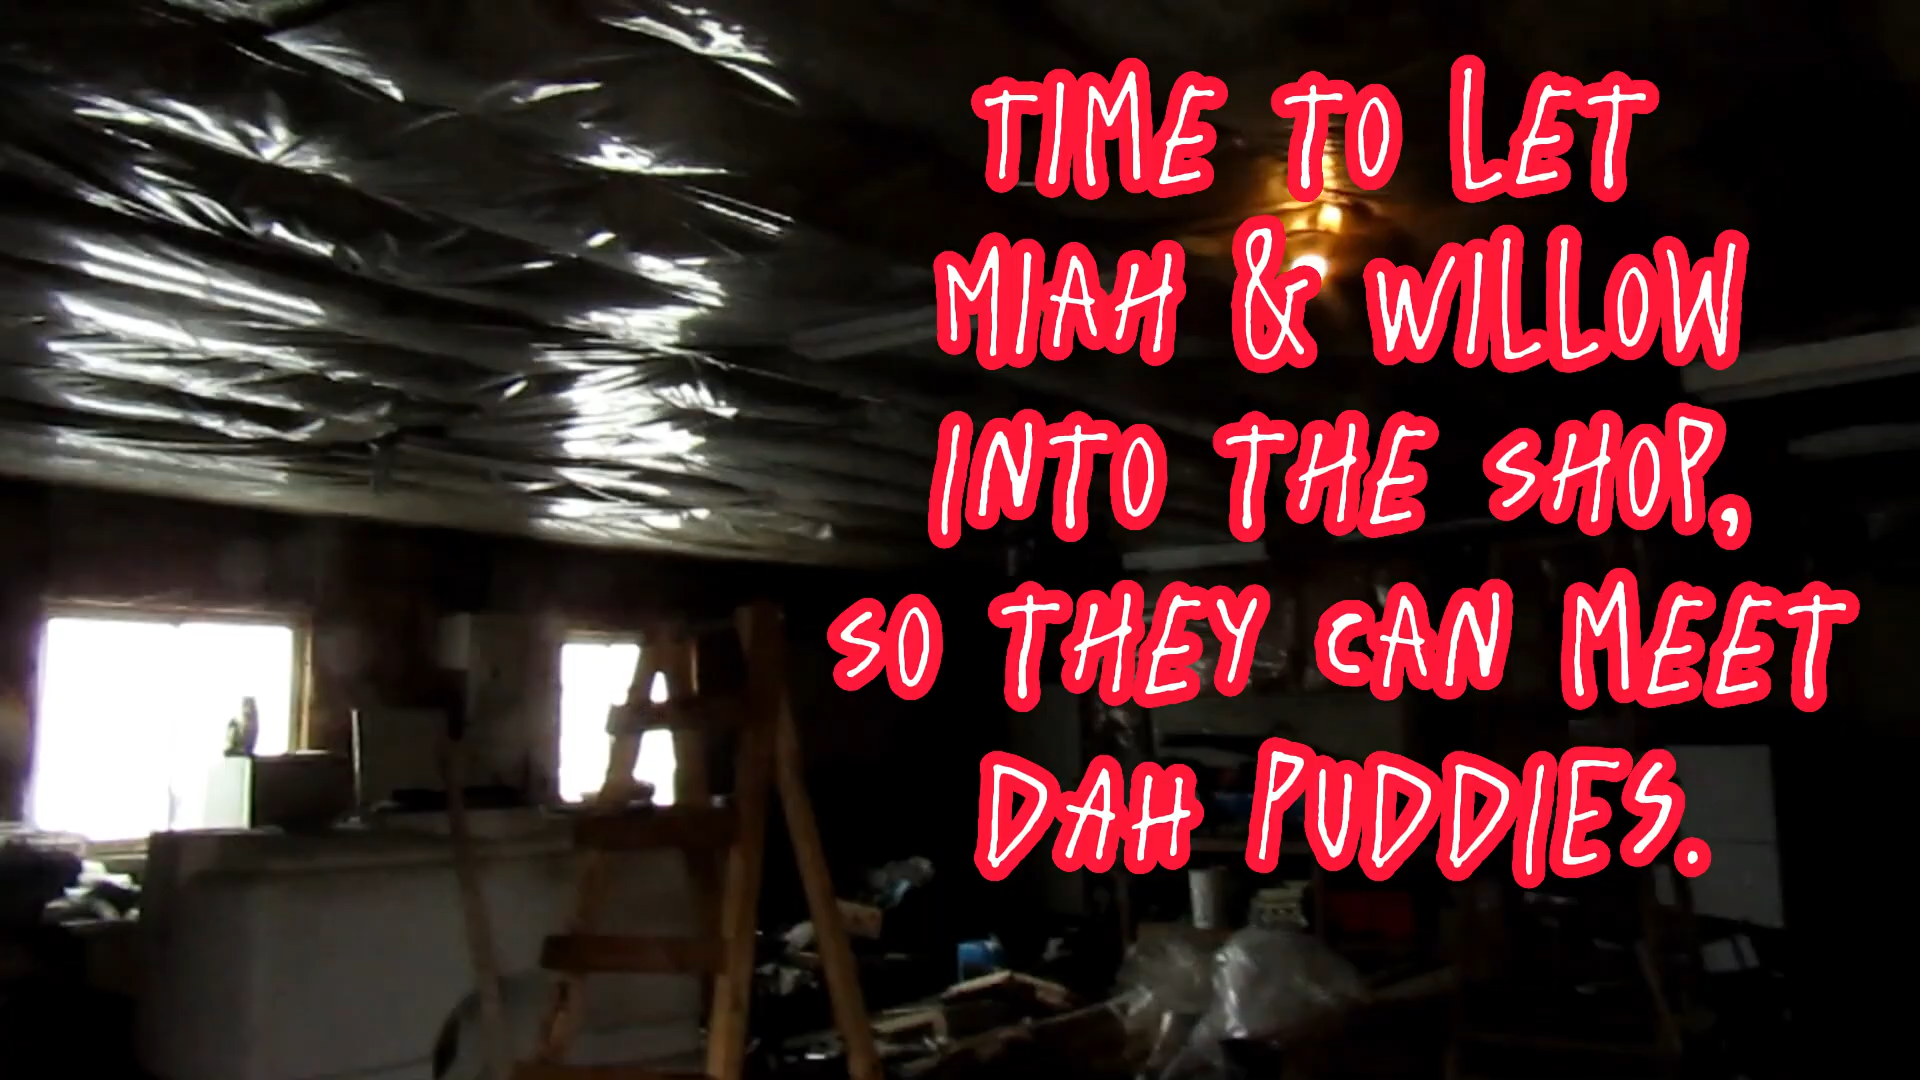 TIME TO LET
MIAH & WILLOW
INTO THE SHOP,
SO THEY CAN MEET
DAH PUDDIES.